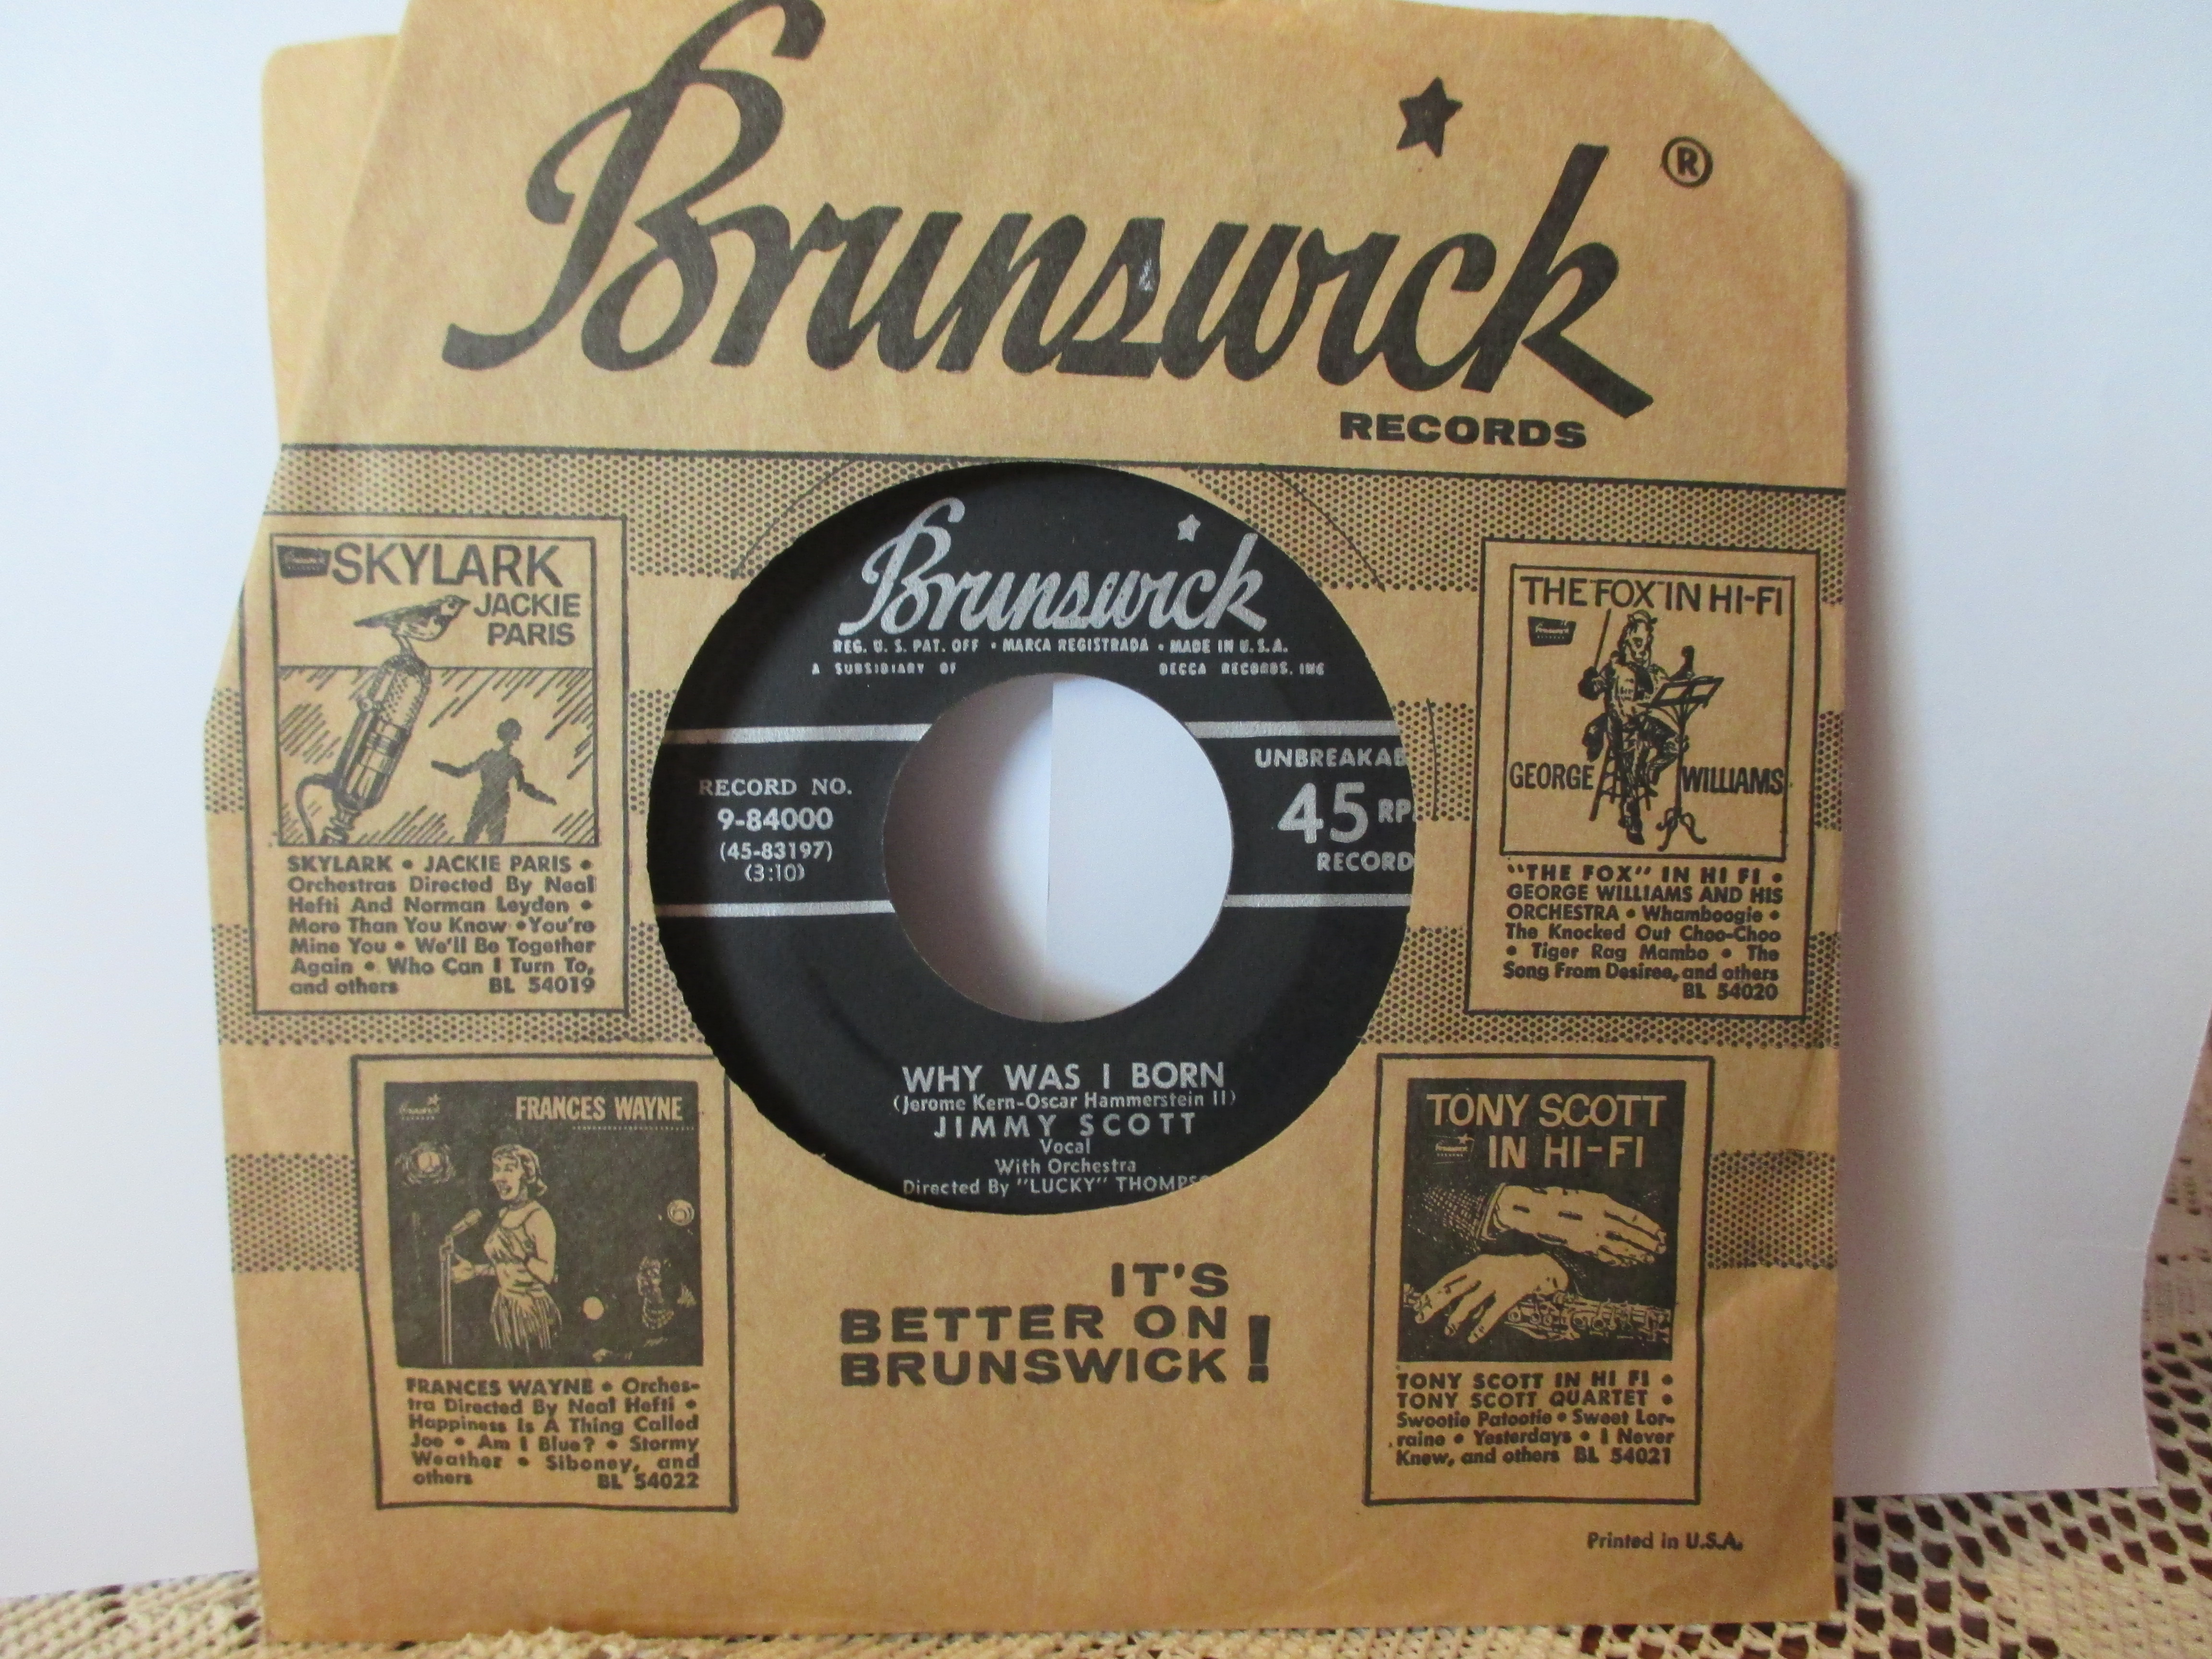 Brunswick ®
RECORDS
SKYLARK
JACKIE
PARIS
SKYLARK • JACKIE PARIS •
Orchestras Directed By Neal
Hefti And Norman Leyden •
More Than You Know • You're
Mine You • We'll Be Together
Again • Who Can I Turn To,
and others BL 54019
Brunswick
REG. U. S. PAT. OFF • MARCA REGISTRADA • MADE IN U.S.A.
A SUBSIDIARY OF DECCA RECORDS, INC
RECORD NO.
9-84000
(45-83197)
(3:10)
UNBREAKAB
45 RP
RECORD
WHY WAS I BORN
(Jerome Kern-Oscar Hammerstein II)
JIMMY SCOTT
Vocal
With Orchestra
Directed By "LUCKY" THOMPS
THE FOX IN HI-FI
GEORGE WILLIAMS
"THE FOX" IN HI FI •
GEORGE WILLIAMS AND HIS
ORCHESTRA • Whamboogie •
The Knocked Out Choo-Choo
• Tiger Rag Mambo • The
Song From Desiree, and others
BL 54020
FRANCES WAYNE
FRANCES WAYNE • Orches-
tra Directed By Neal Hefti •
Happiness Is A Thing Called
Joe • Am I Blue? • Stormy
Weather • Siboney, and
others BL 54022
IT'S
BETTER ON
BRUNSWICK!
TONY SCOTT
IN HI-FI
TONY SCOTT IN HI FI •
TONY SCOTT QUARTET •
Swootie Patootie • Sweet Lor-
raine • Yesterdays • I Never
Knew, and others BL 54021
Printed in U.S.A.